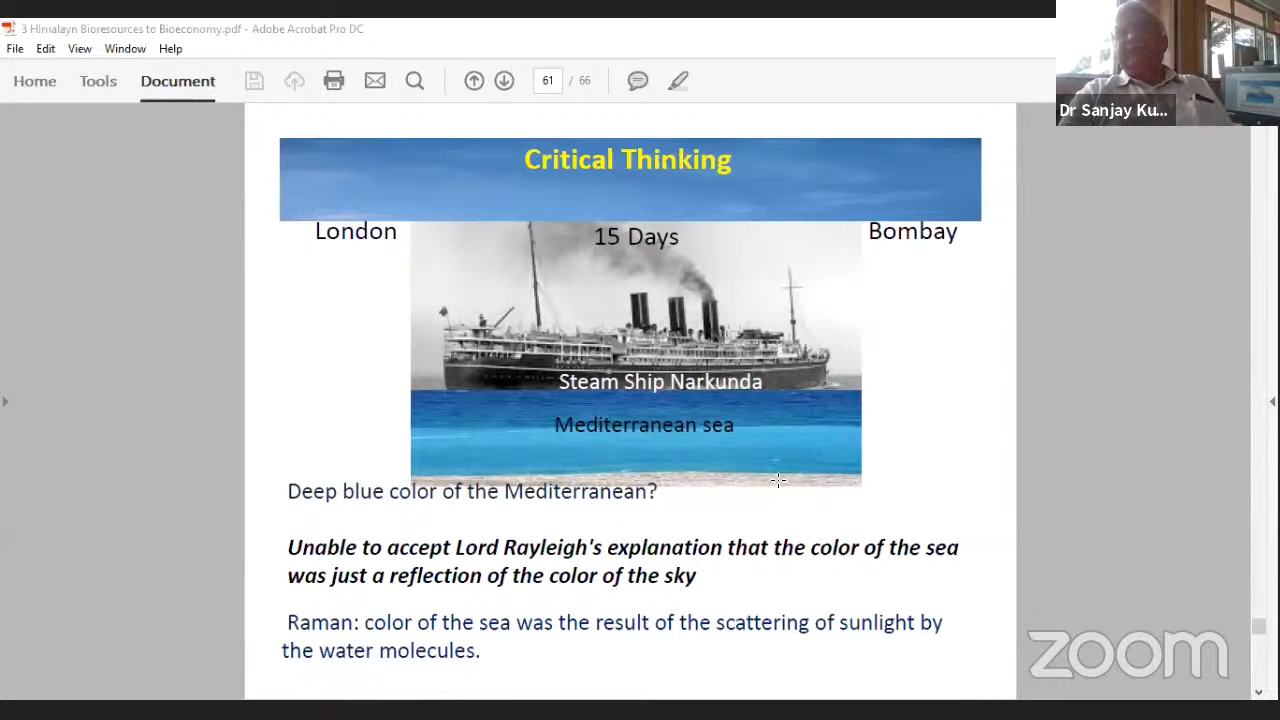 3 HImalayn Bioresources to Bioeconomy.pdf - Adobe Acrobat Pro DC
File Edit View Window Help
Home Tools Document 61 / 66
Dr Sanjay Ku...
Critical Thinking
London 15 Days Bombay
Steam Ship Narkunda
Mediterranean sea
Deep blue color of the Mediterranean?
Unable to accept Lord Rayleigh's explanation that the color of the sea
was just a reflection of the color of the sky
Raman: color of the sea was the result of the scattering of sunlight by
the water molecules.
zoom